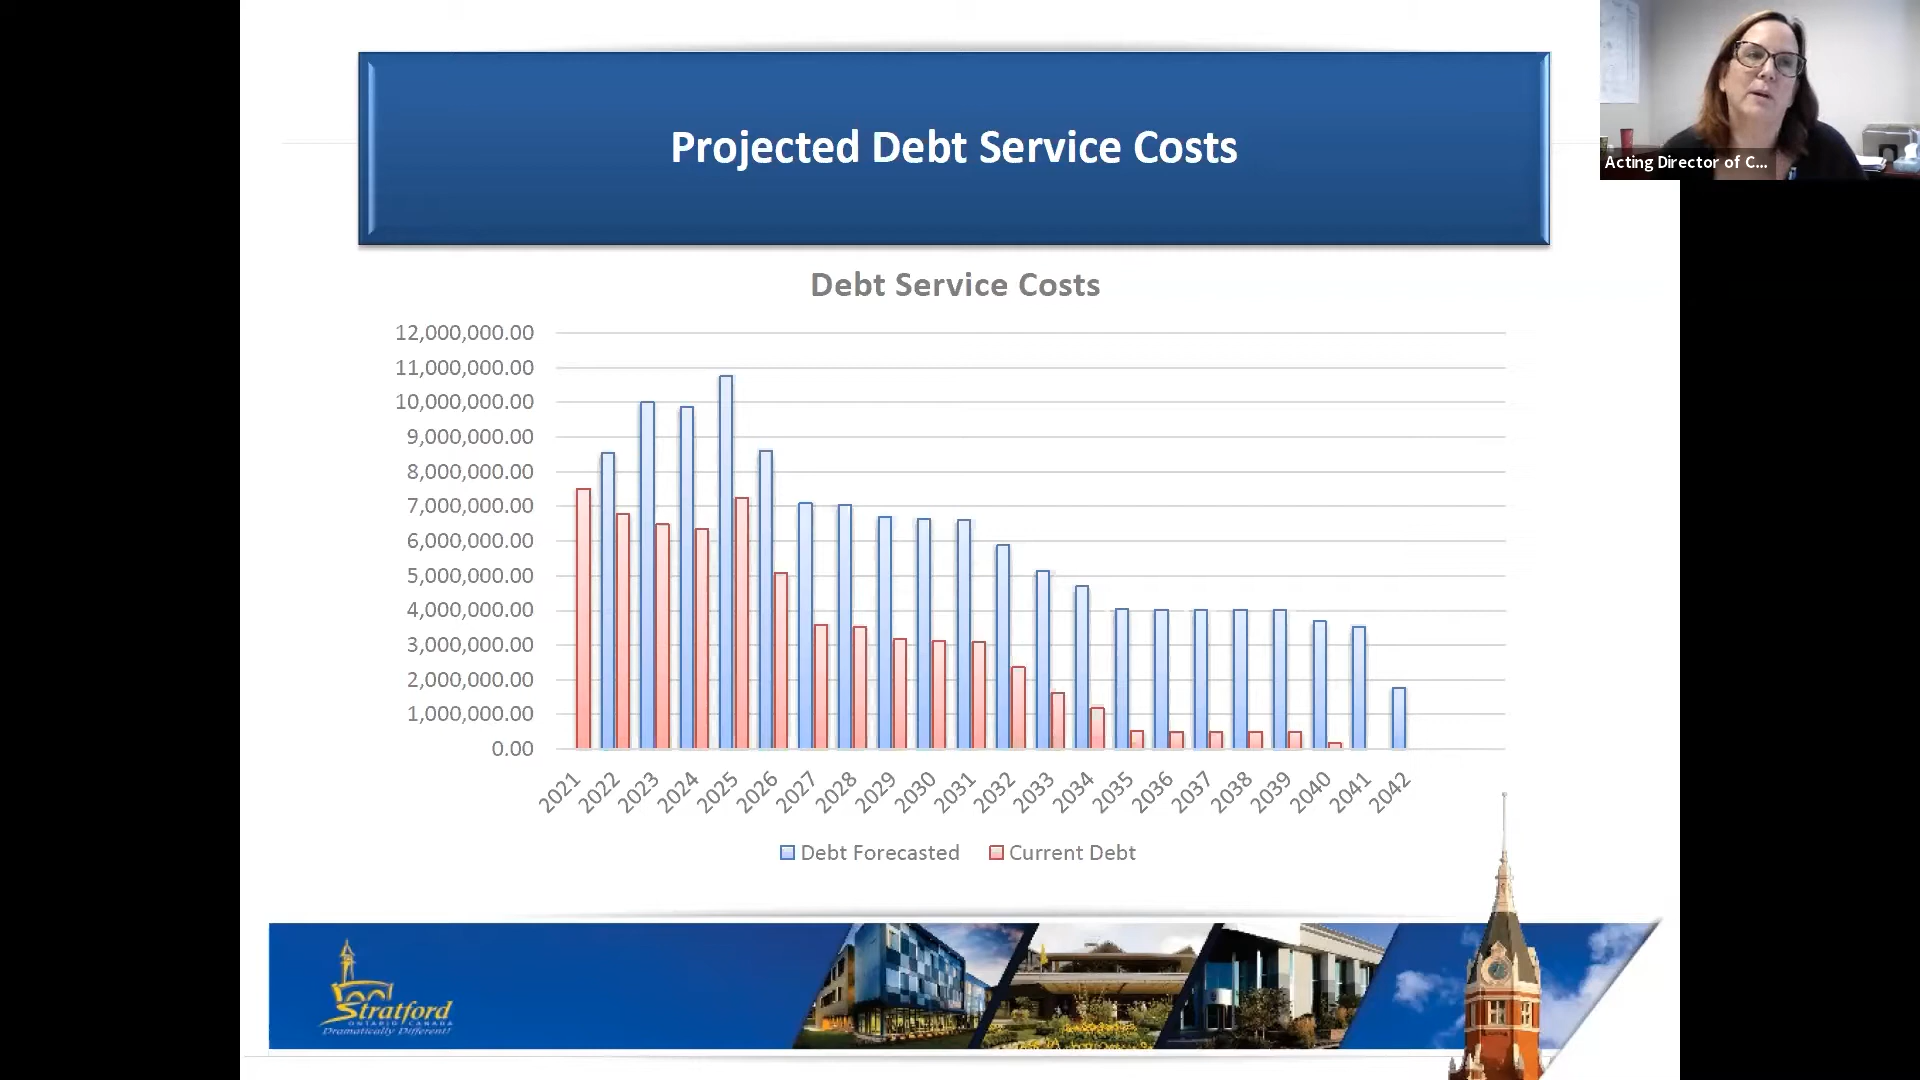 Projected Debt Service Costs
Acting Director of C...
Debt Service Costs
12,000,000.00
11,000,000.00
10,000,000.00
9,000,000.00
8,000,000.00
7,000,000.00
6,000,000.00
5,000,000.00
4,000,000.00
3,000,000.00
2,000,000.00
1,000,000.00
0.00
2021 2022 2023 2024 2025 2026 2027 2028 2029 2030 2031 2032 2033 2034 2035 2036 2037 2038 2039 2040 2041 2042
Debt Forecasted Current Debt
Stratford
ONTARIO CANADA
Dramatically Different!